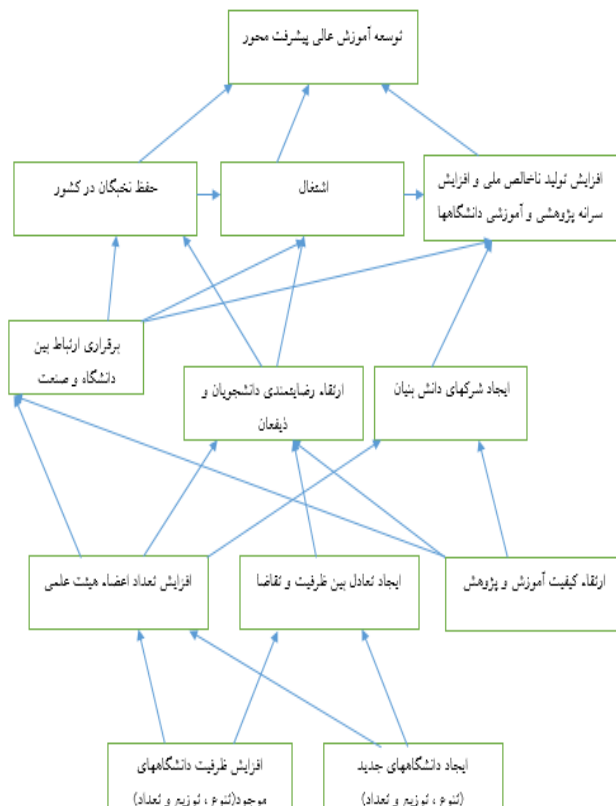 توسعه آموزش عالی پیشرفت محور
افزایش تولید ناخالص ملی و افزایش
سرانه پژوهشی و آموزشی دانشگاهها
اشتغال
حفظ نخبگان در کشور
ایجاد شرکهای دانش بنیان
ارتقاء رضایتمندی دانشجویان و
ذیفعان
برقراری ارتباط بین
دانشگاه و صنعت
ارتقاء کیفیت آموزش و پژوهش
ایجاد تعادل بین ظرفیت و تقاضا
افزایش تعداد اعضاء هیئت علمی
ایجاد دانشگاههای جدید
(تنوع ، توزیع و تعداد)
افزایش ظرفیت دانشگاههای
موجود(تنوع ، توزیع و تعداد)